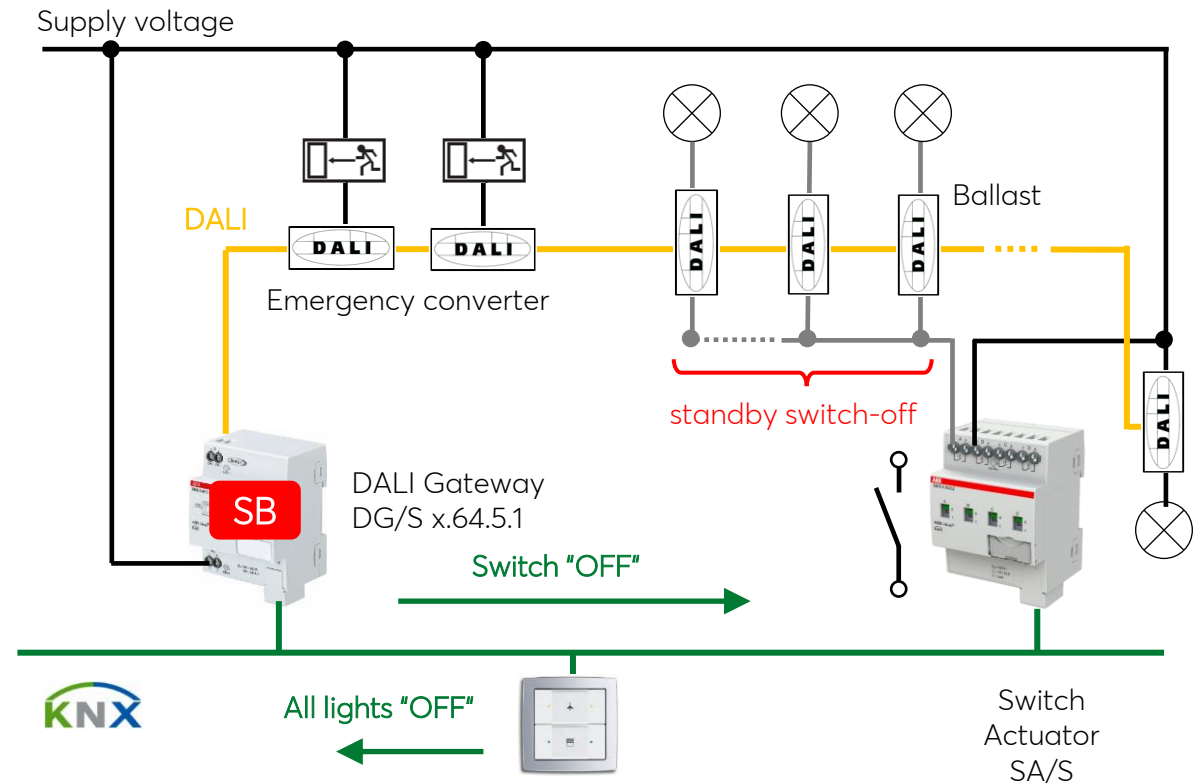 Supply voltage
DALI
DALI
DALI
Emergency converter
DALI
DALI
DALI
Ballast
standby switch-off
DALI
SB
DALI Gateway
DG/S x.64.5.1
Switch "OFF"
ABB
KNX
All lights "OFF"
Switch
Actuator
SA/S